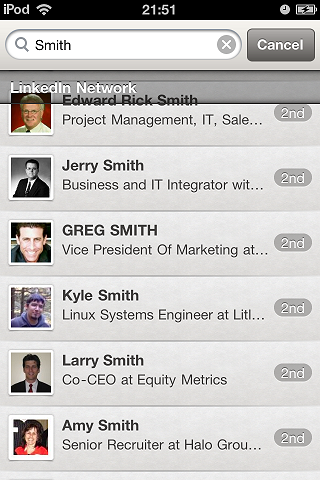 iPod 21:51
Smith Cancel
LinkedIn Network
Edward Rick Smith
Project Management, IT, Sale… 2nd
Jerry Smith
Business and IT Integrator wit… 2nd
GREG SMITH
Vice President Of Marketing at… 2nd
Kyle Smith
Linux Systems Engineer at Litl… 2nd
Larry Smith
Co-CEO at Equity Metrics 2nd
Amy Smith
Senior Recruiter at Halo Grou… 2nd